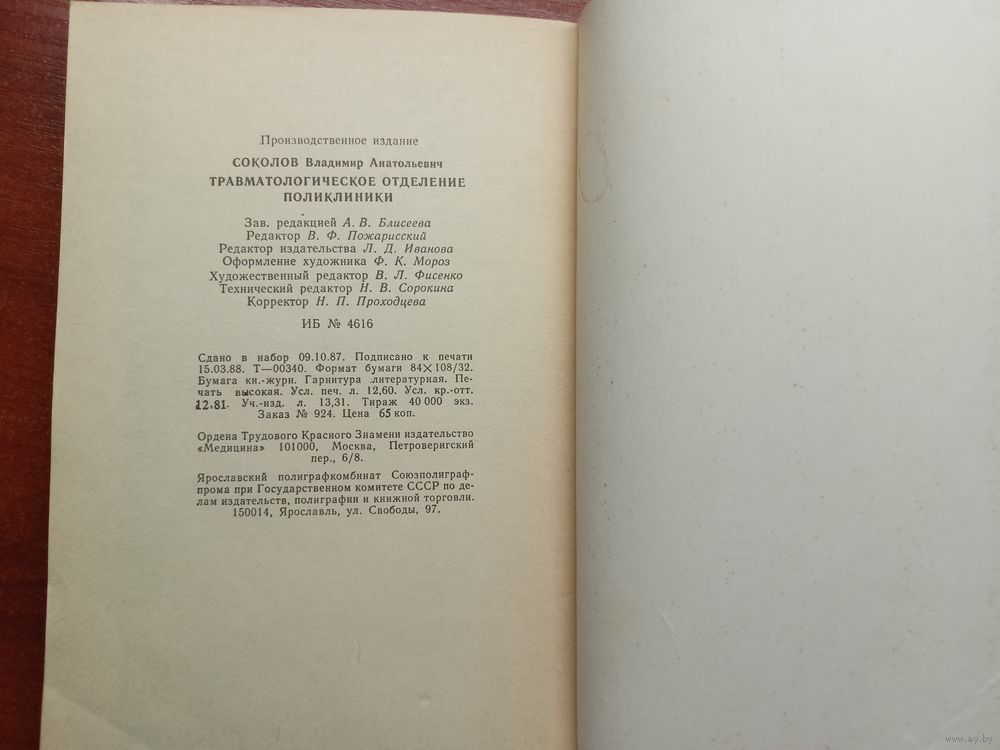 Производственное издание
СОКОЛОВ Владимир Анатольевич
ТРАВМАТОЛОГИЧЕСКОЕ ОТДЕЛЕНИЕ
ПОЛИКЛИНИКИ
Зав. редакцией А. В. Блисеева
Редактор В. Ф. Пожарисский
Редактор издательства Л. Д. Иванова
Оформление художника Ф. К. Мороз
Художественный редактор В. Л. Фисенко
Технический редактор Н. В. Сорокина
Корректор Н. П. Проходцева
ИБ № 4616
Сдано в набор 09.10.87. Подписано к печати
15.03.88. Т—00340. Формат бумаги 84×108/32.
Бумага кн.-журн. Гарнитура литературная. Пе-
чать высокая. Усл. печ. л. 12,60. Усл. кр.-отт.
12.81. Уч.-изд. л. 13,31. Тираж 40 000 экз.
Заказ № 924. Цена 65 коп.
Ордена Трудового Красного Знамени издательство
«Медицина» 101000, Москва, Петроверигский
пер., 6/8.
Ярославский полиграфкомбинат Союзполиграф-
прома при Государственном комитете СССР по де-
лам издательств, полиграфии и книжной торговли.
150014, Ярославль, ул. Свободы, 97.
www.ay.by